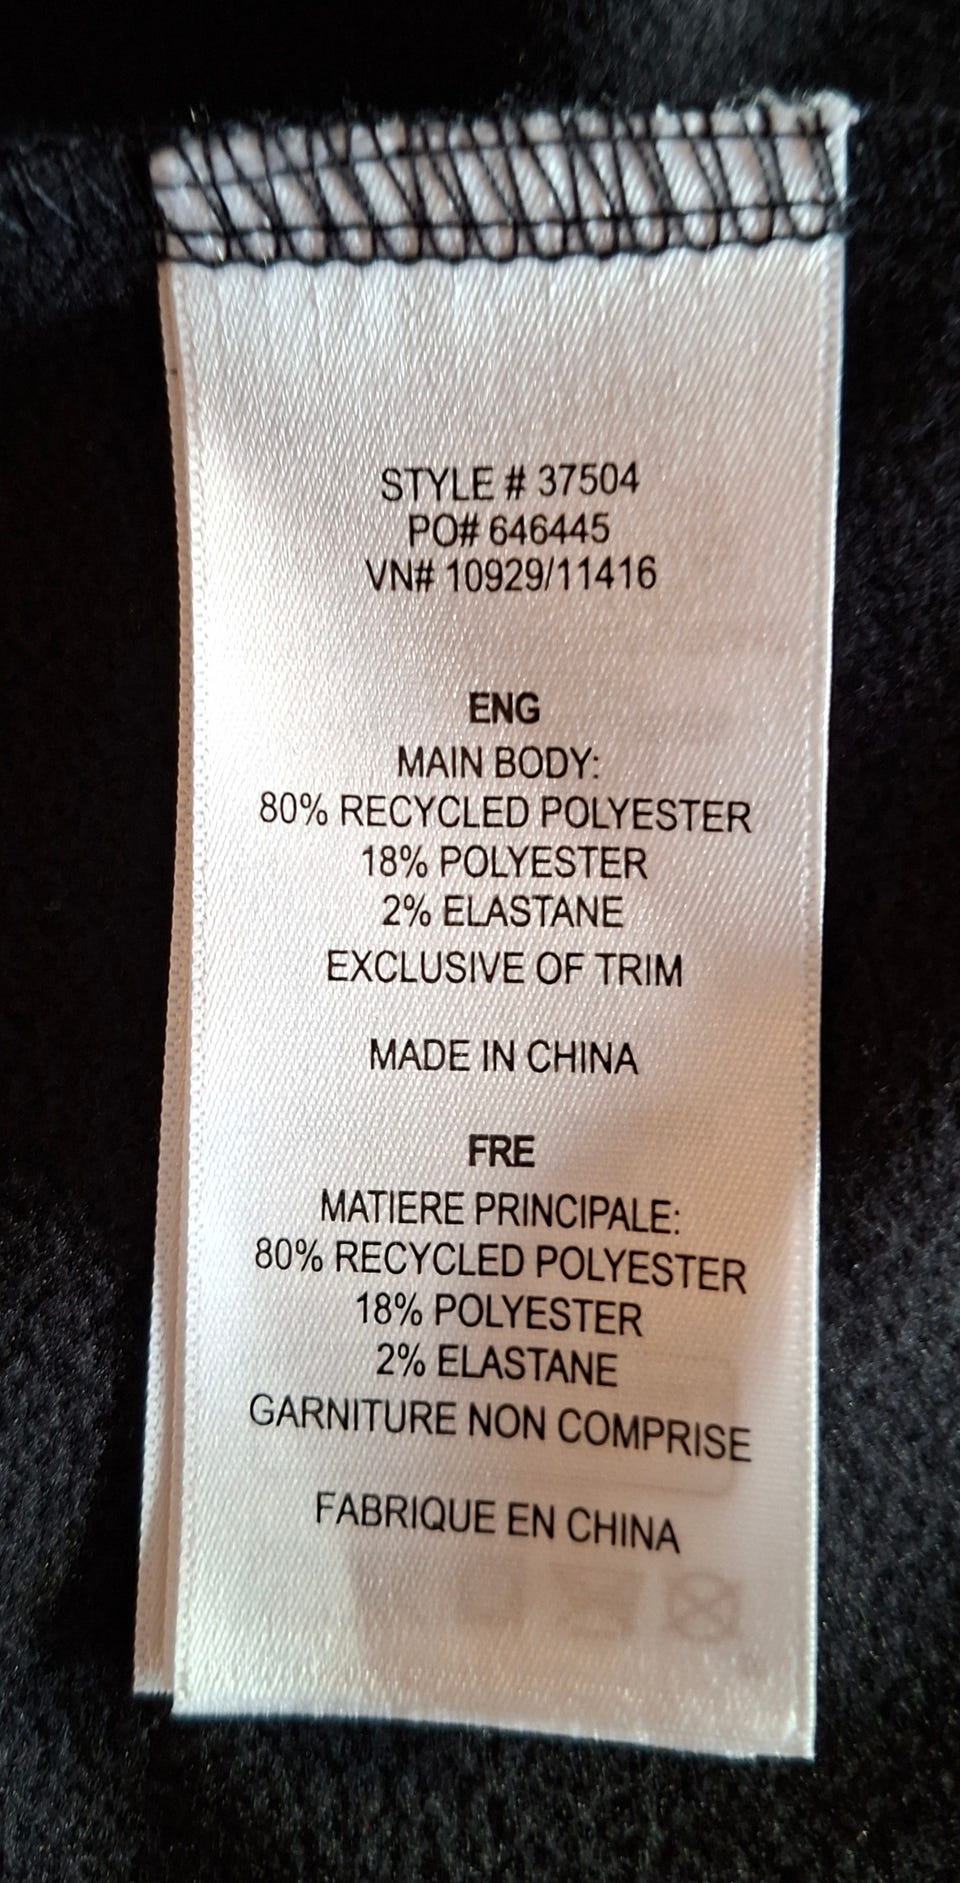 STYLE # 37504
PO# 646445
VN# 10929/11416
ENG
MAIN BODY:
80% RECYCLED POLYESTER
18% POLYESTER
2% ELASTANE
EXCLUSIVE OF TRIM
MADE IN CHINA
FRE
MATIERE PRINCIPALE:
80% RECYCLED POLYESTER
18% POLYESTER
2% ELASTANE
GARNITURE NON COMPRISE
FABRIQUE EN CHINA